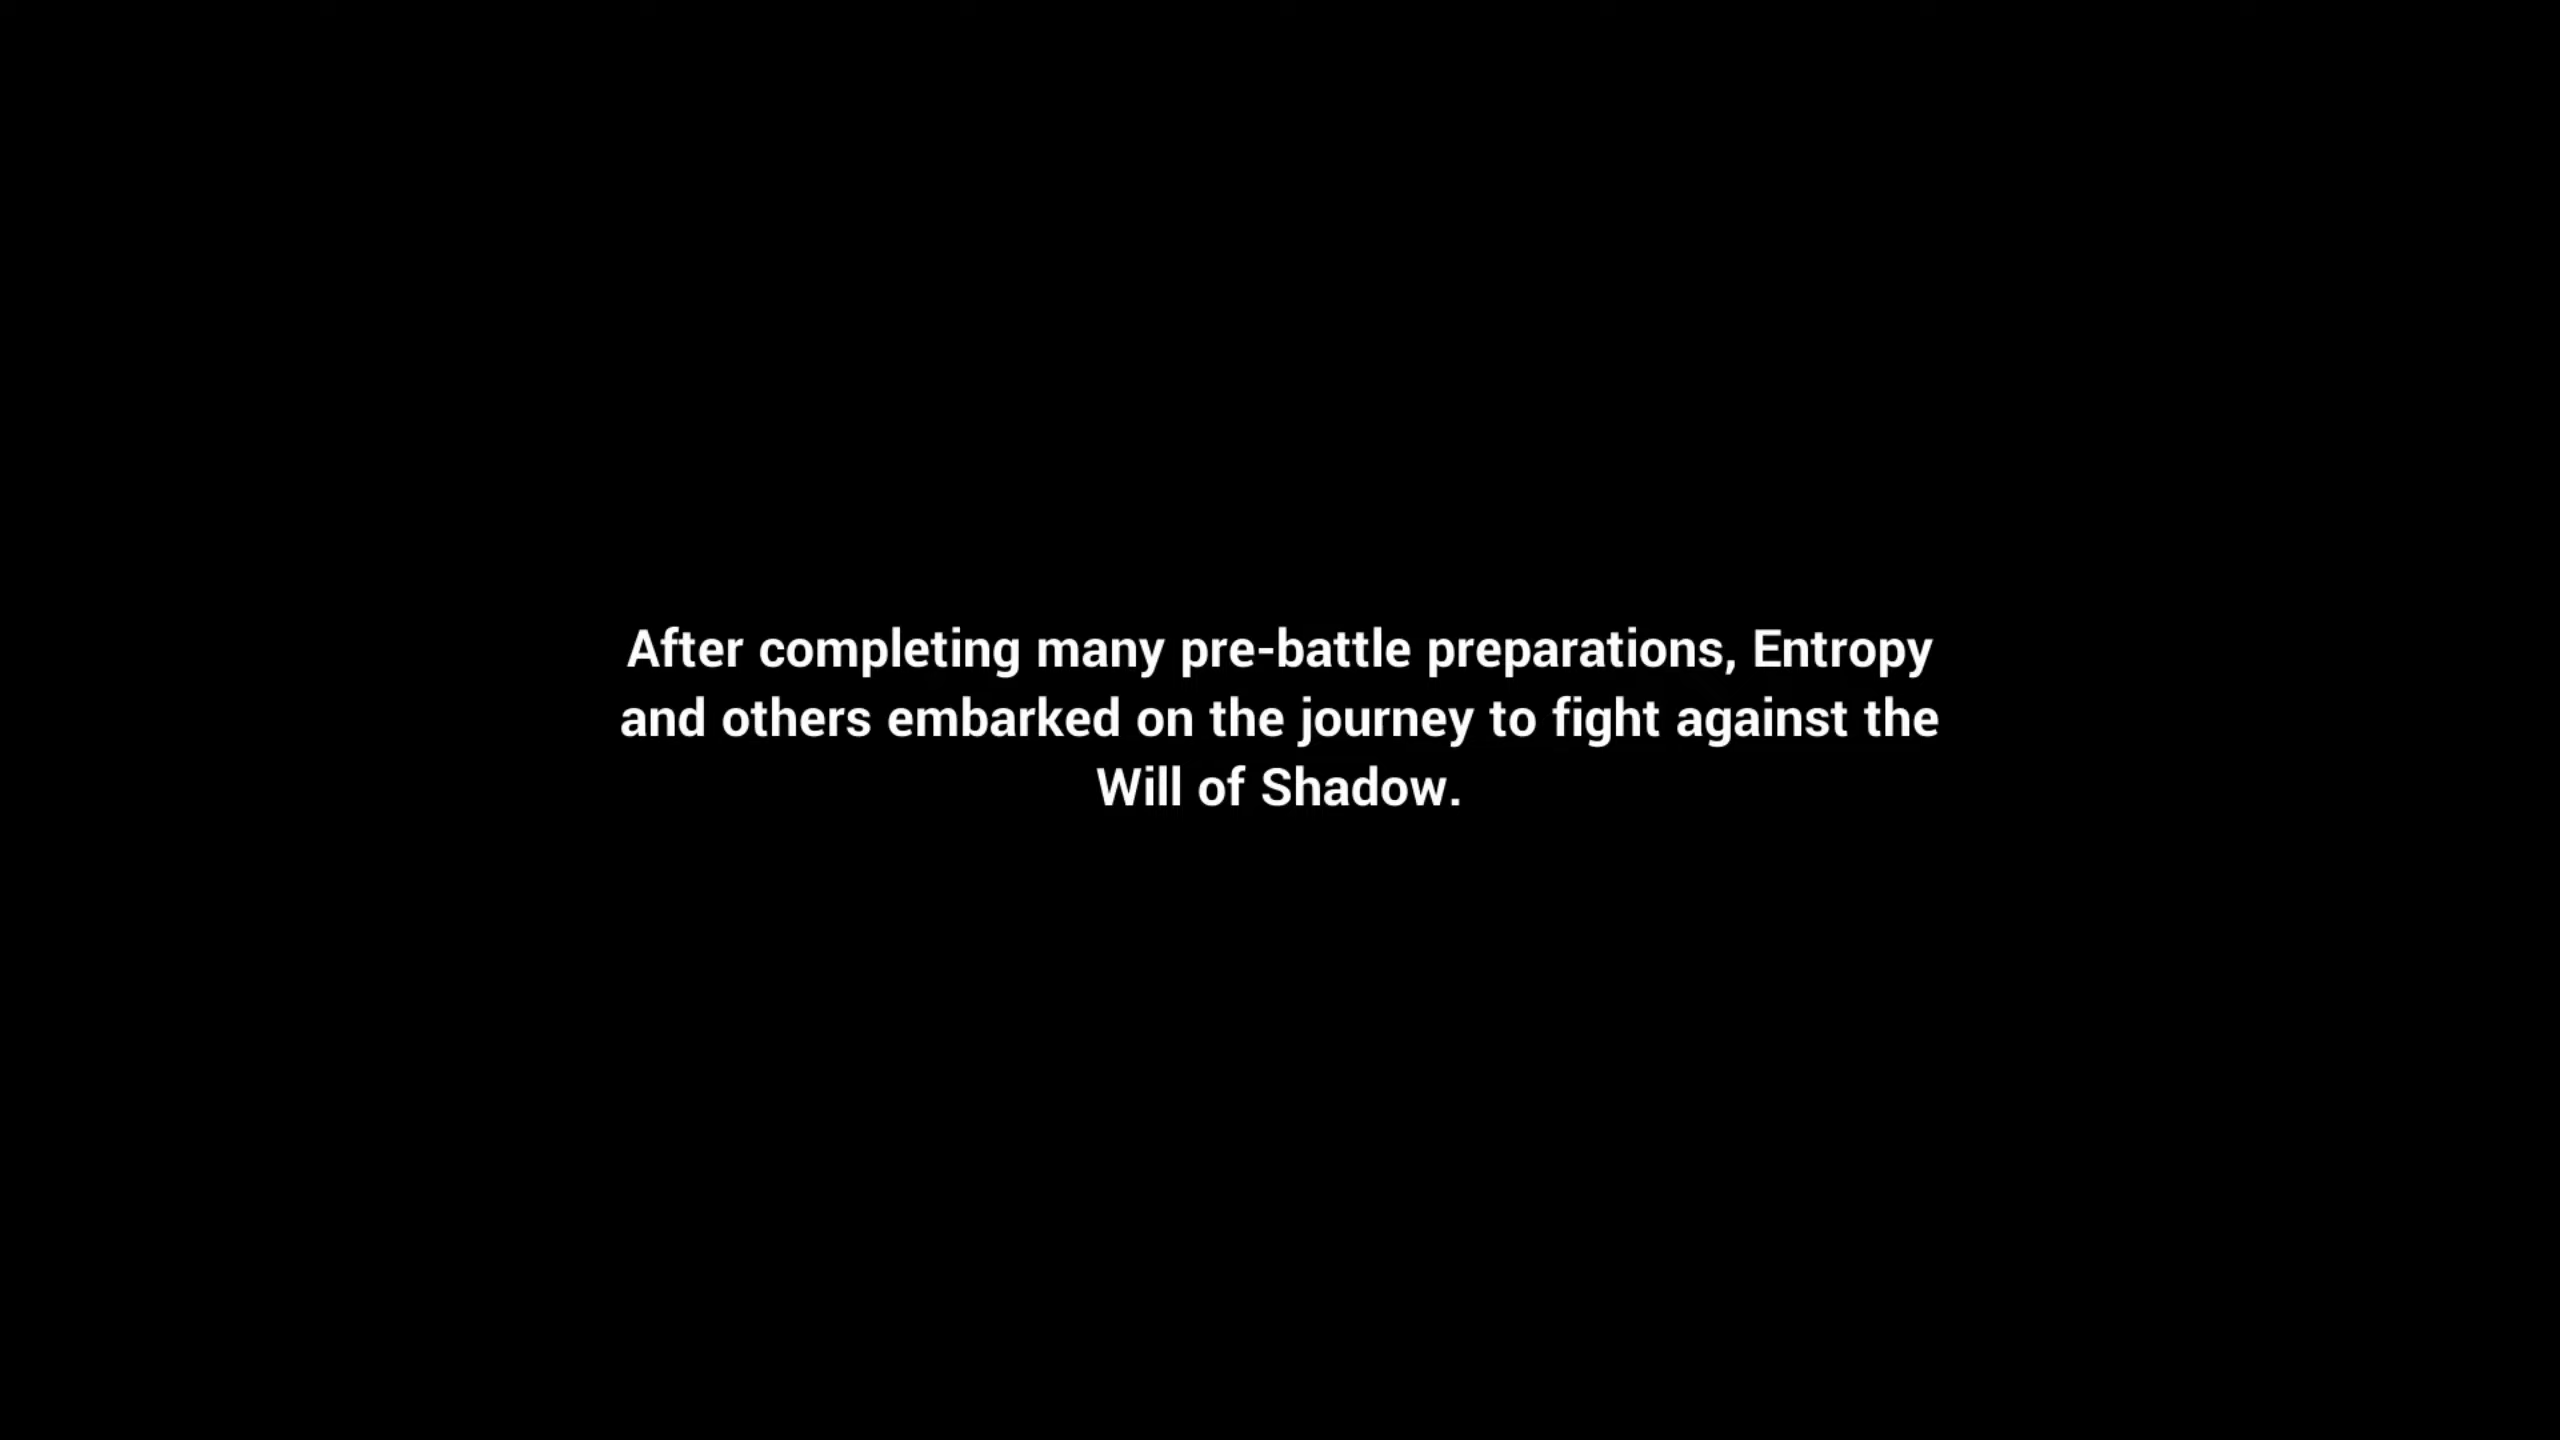 After completing many pre-battle preparations, Entropy
and others embarked on the journey to fight against the
Will of Shadow.